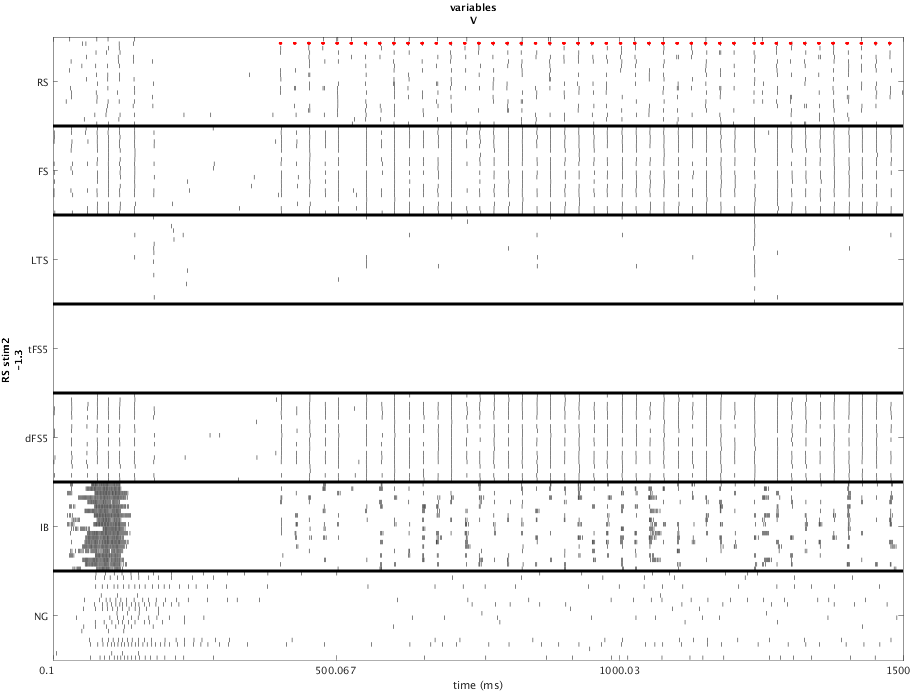 variables
V
RS
FS
LTS
tFS5
dFS5
IB
NG
RS stim2
-1.3
0.1
500.067
1000.03
1500
time (ms)